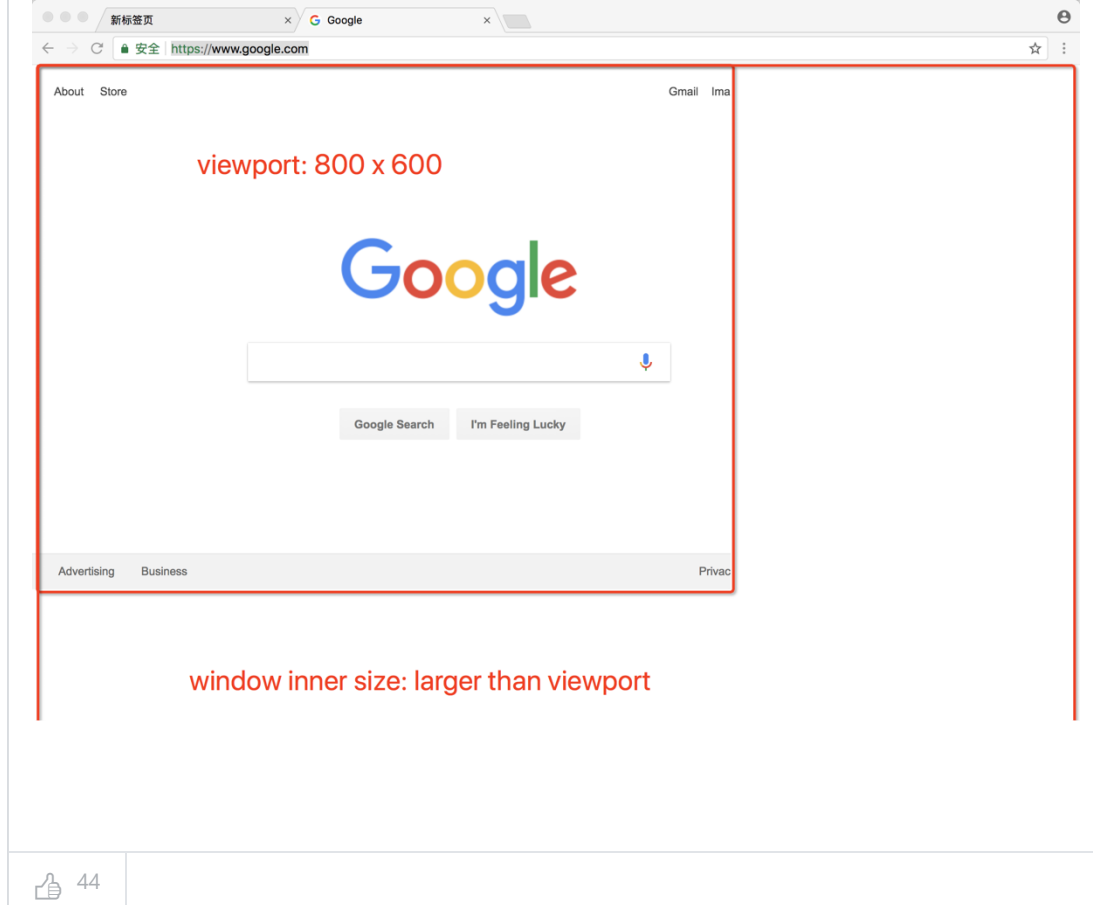 新标签页 × G Google ×
安全 https://www.google.com
About Store Gmail Ima
viewport: 800 x 600
Google
Google Search I'm Feeling Lucky
Advertising Business Privac
window inner size: larger than viewport
44